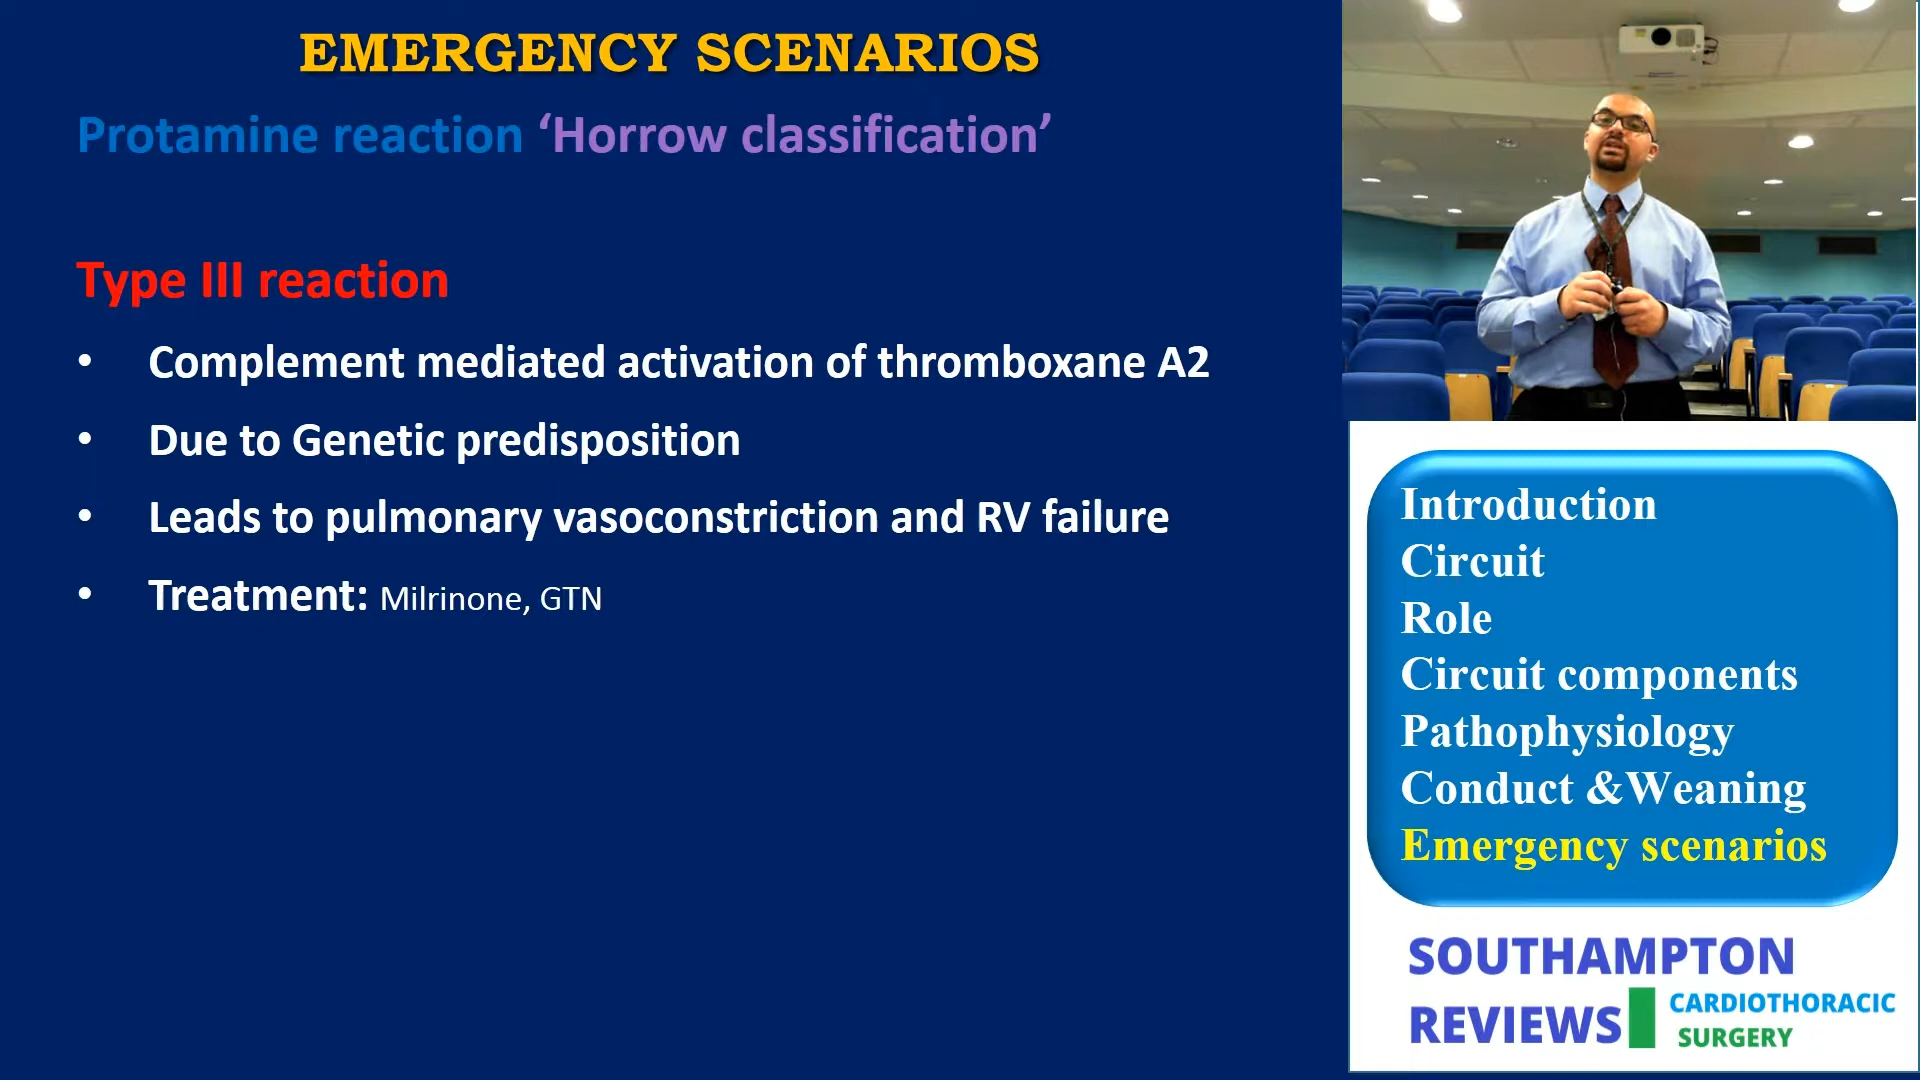 EMERGENCY SCENARIOS
Protamine reaction ‘Horrow classification’
Type III reaction
• Complement mediated activation of thromboxane A2
• Due to Genetic predisposition
• Leads to pulmonary vasoconstriction and RV failure
• Treatment: Milrinone, GTN
Introduction
Circuit
Role
Circuit components
Pathophysiology
Conduct &Weaning
Emergency scenarios
SOUTHAMPTON
REVIEWS
CARDIOTHORACIC
SURGERY